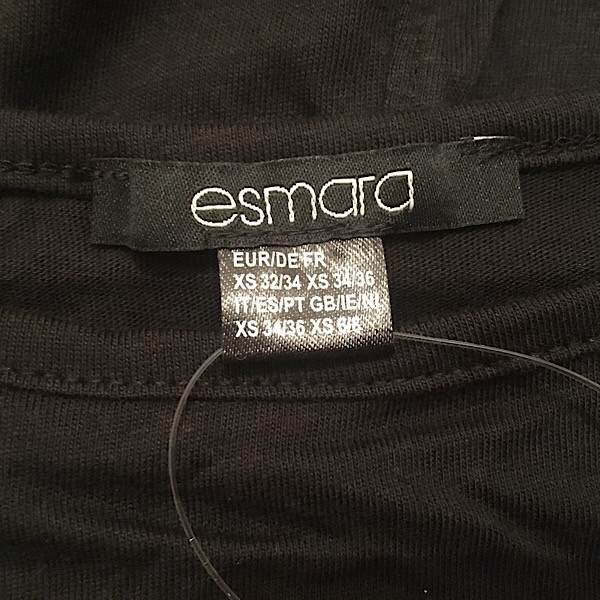 esmara
EUR/DE FR
XS 32/34 XS 34/36
IT/ES/PT GB/IE/NI
XS 34/36 XS 6/8